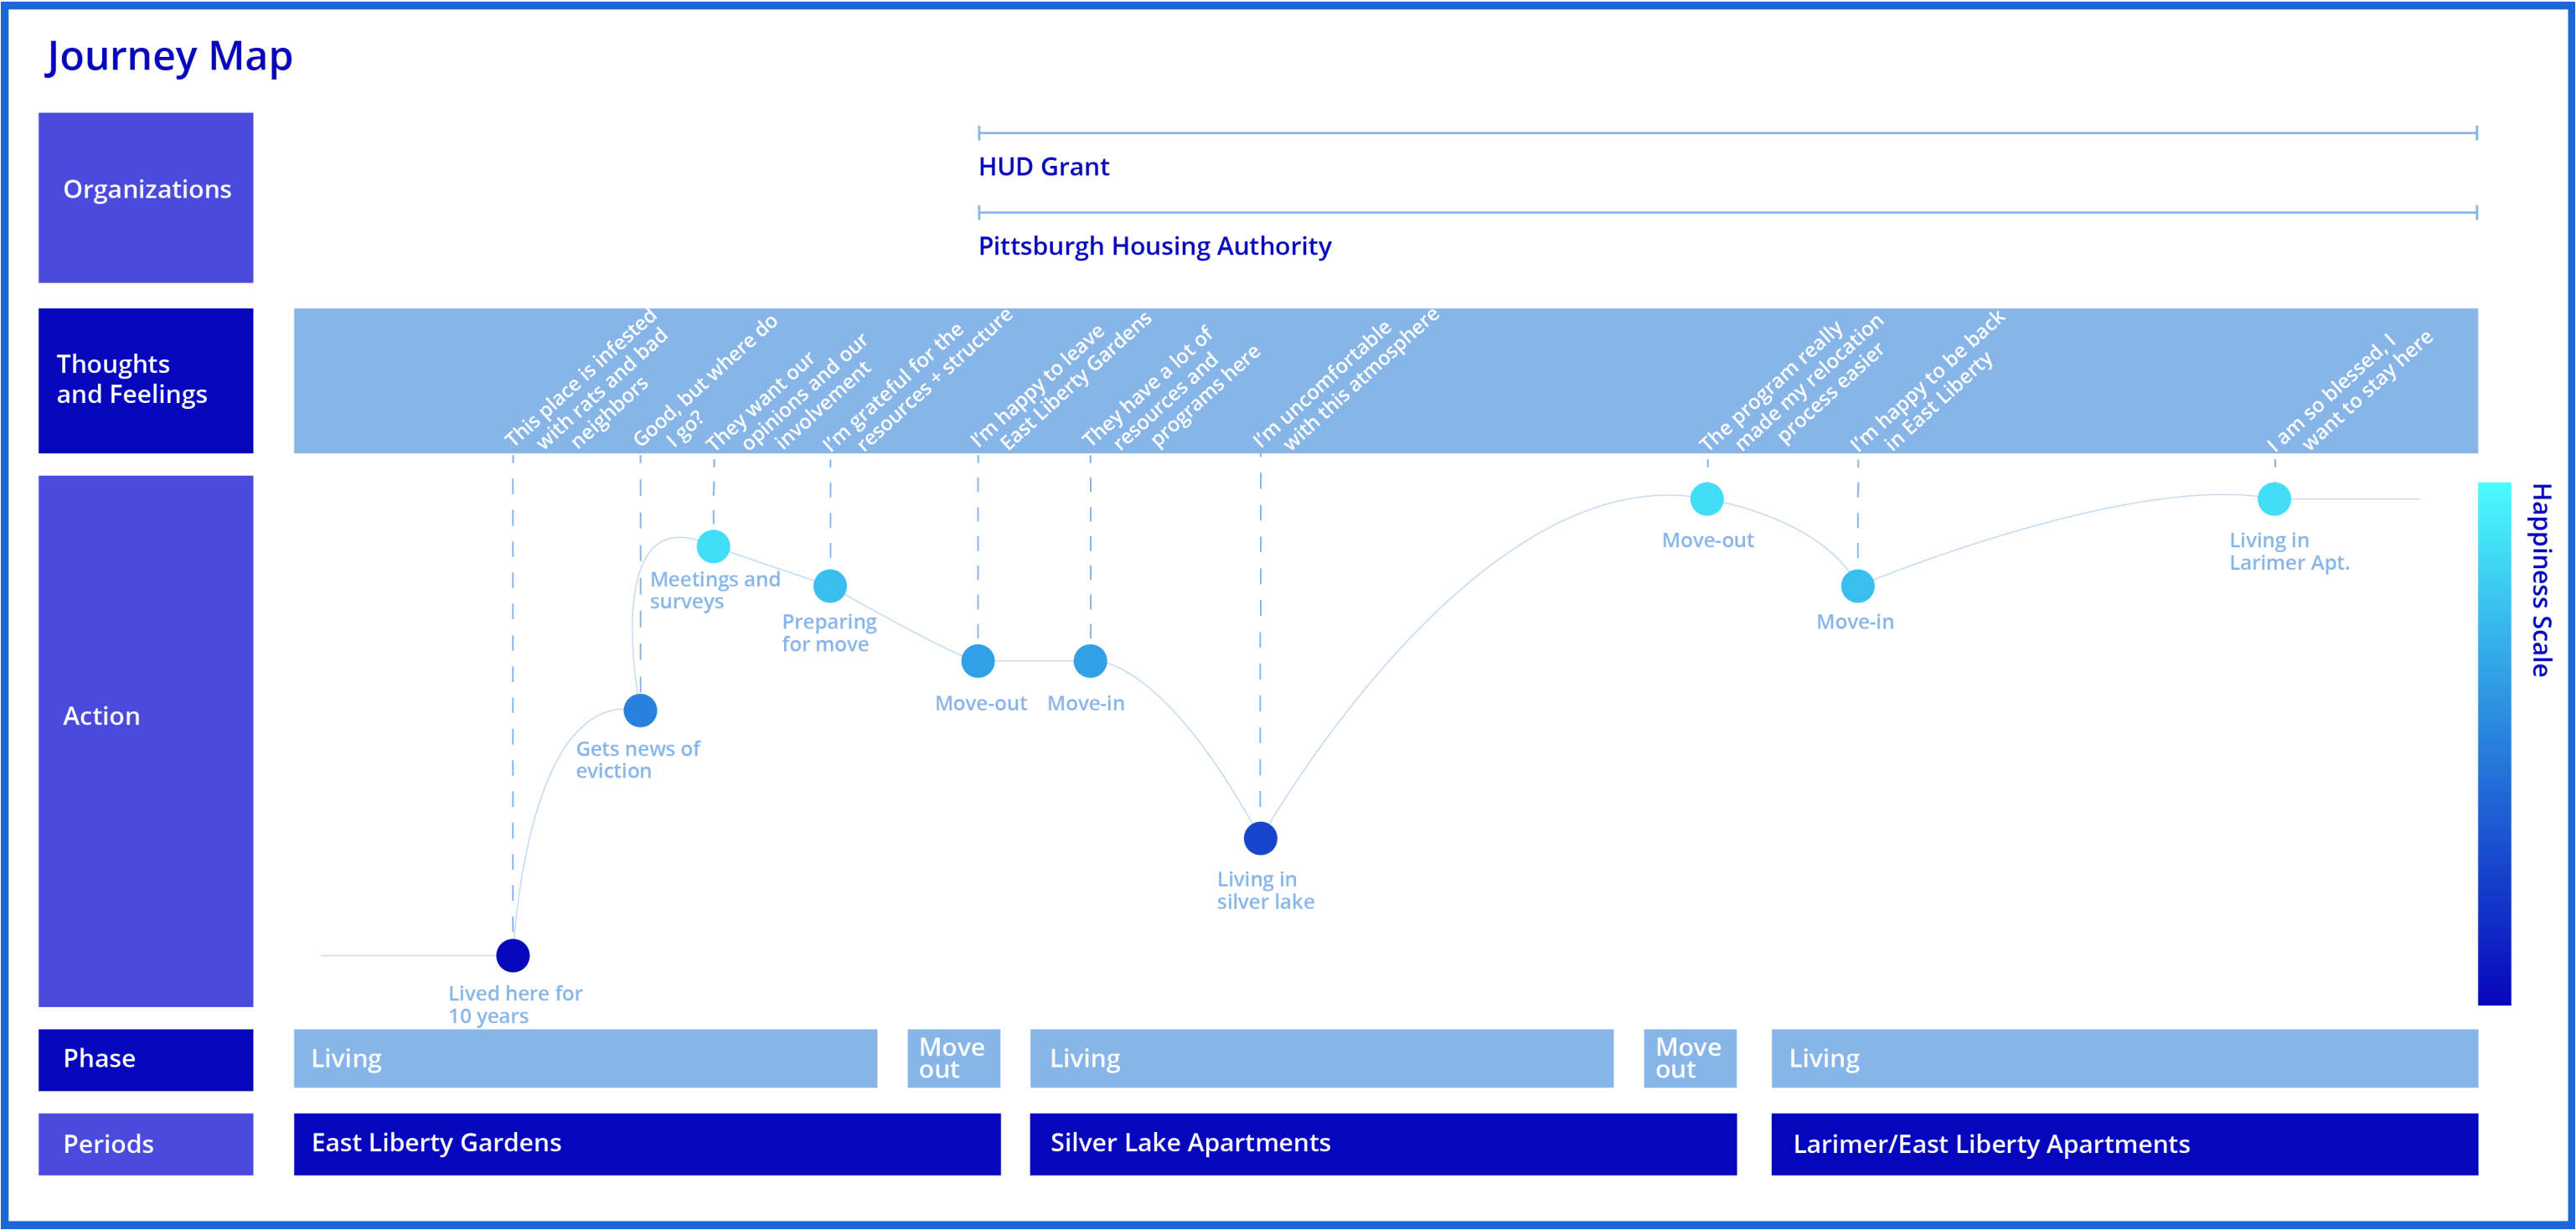 Journey Map
Organizations
HUD Grant
Pittsburgh Housing Authority
Thoughts
and Feelings
This place is infested
with rats and bad
neighbors
Good, but where do
I go?
They want our
opinions and our
involvement
I'm grateful for the
resources + structure
I'm happy to leave
East Liberty Gardens
They have a lot of
resources and
programs here
I'm uncomfortable
with this atmosphere
The program really
made my relocation
process easier
I'm happy to be back
in East Liberty
I am so blessed, I
want to stay here
Action
Lived here for
10 years
Gets news of
eviction
Meetings and
surveys
Preparing
for move
Move-out
Move-in
Living in
silver lake
Move-out
Move-in
Living in
Larimer Apt.
Happiness Scale
Phase
Living
Move
out
Living
Move
out
Living
Periods
East Liberty Gardens
Silver Lake Apartments
Larimer/East Liberty Apartments